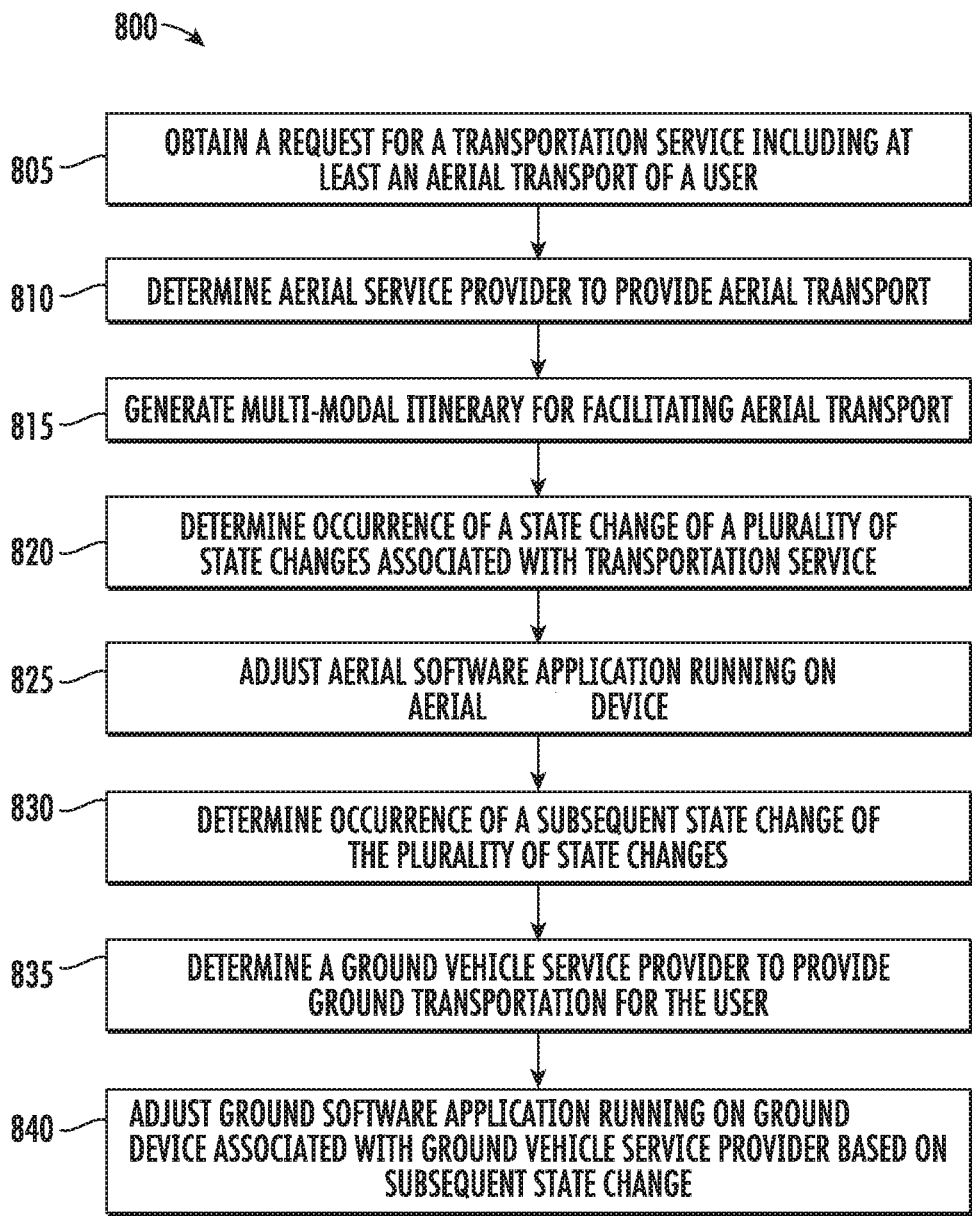 800
805
OBTAIN A REQUEST FOR A TRANSPORTATION SERVICE INCLUDING AT
LEAST AN AERIAL TRANSPORT OF A USER
810
DETERMINE AERIAL SERVICE PROVIDER TO PROVIDE AERIAL TRANSPORT
815
GENERATE MULTI-MODAL ITINERARY FOR FACILITATING AERIAL TRANSPORT
820
DETERMINE OCCURRENCE OF A STATE CHANGE OF A PLURALITY OF
STATE CHANGES ASSOCIATED WITH TRANSPORTATION SERVICE
825
ADJUST AERIAL SOFTWARE APPLICATION RUNNING ON
AERIAL DEVICE
830
DETERMINE OCCURRENCE OF A SUBSEQUENT STATE CHANGE OF
THE PLURALITY OF STATE CHANGES
835
DETERMINE A GROUND VEHICLE SERVICE PROVIDER TO PROVIDE
GROUND TRANSPORTATION FOR THE USER
840
ADJUST GROUND SOFTWARE APPLICATION RUNNING ON GROUND
DEVICE ASSOCIATED WITH GROUND VEHICLE SERVICE PROVIDER BASED ON
SUBSEQUENT STATE CHANGE